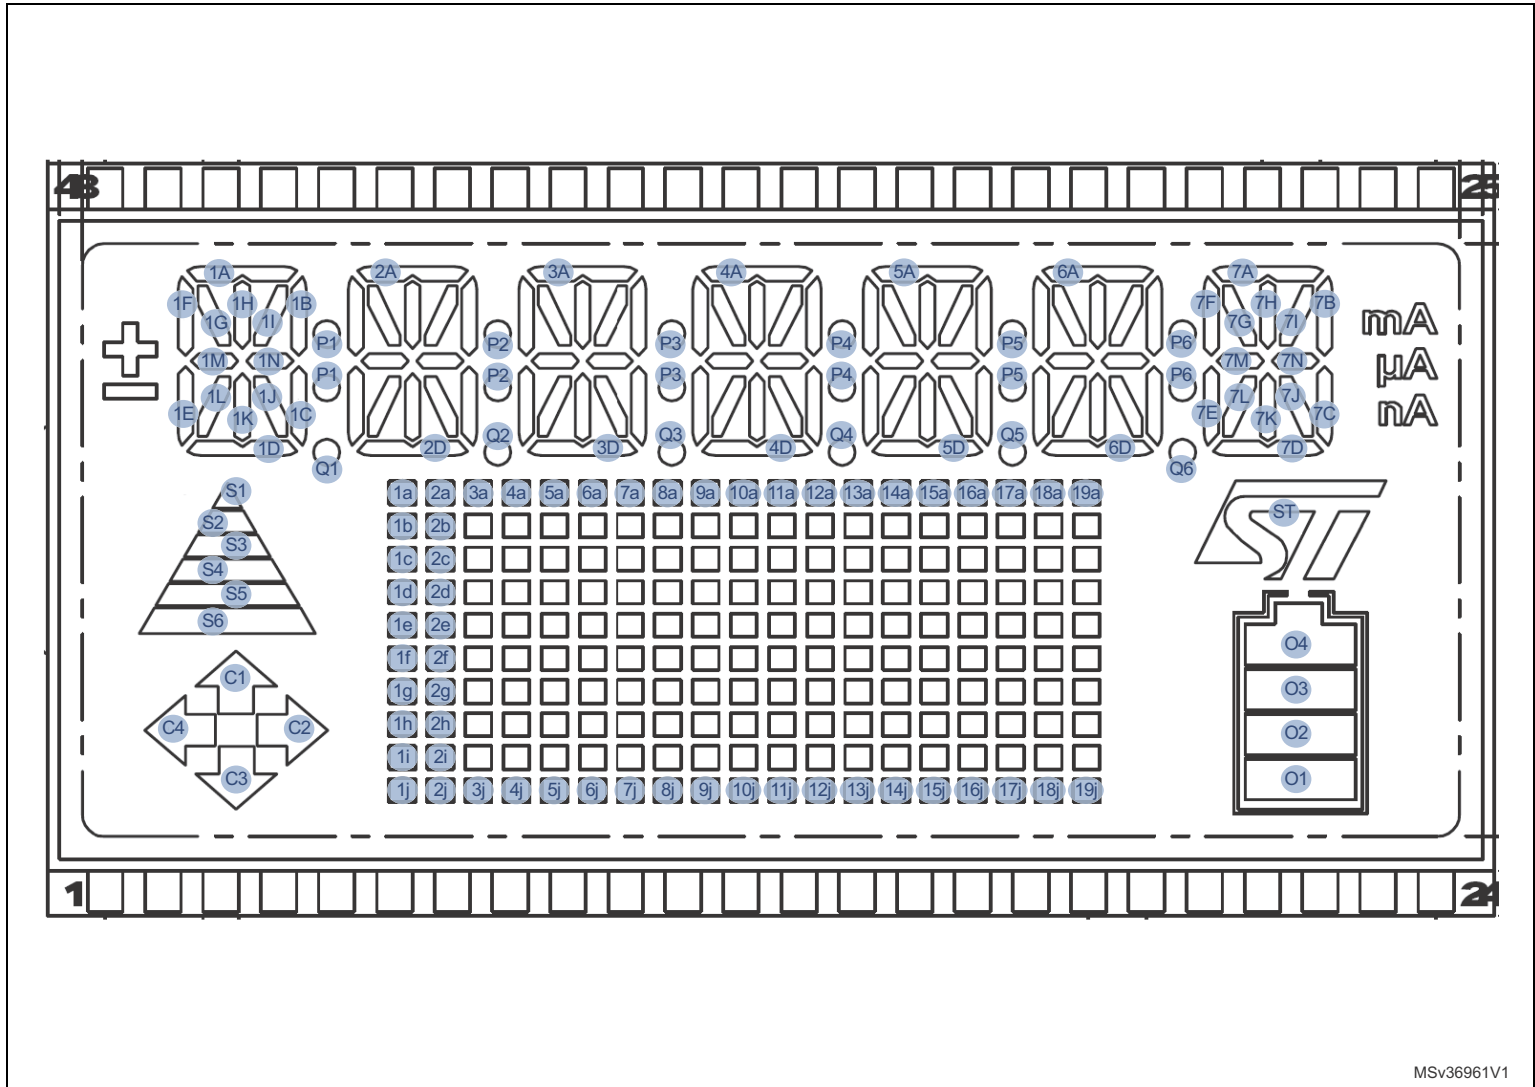 48 25
1A 2A 3A 4A 5A 6A 7A
1F 1H 1B 7F 7H 7B
1G 1I 7G 7I
mA
P1 P2 P3 P4 P5 P6
1M 1N 7M 7N
µA
P1 P2 P3 P4 P5 P6
1L 1J 7L 7J
1E 1K 1C 7E 7K 7C
nA
1D 2D Q2 3D Q3 4D Q4 5D Q5 6D 7D
Q1 Q6
S1 1a 2a 3a 4a 5a 6a 7a 8a 9a 10a 11a 12a 13a 14a 15a 16a 17a 18a 19a
ST
S2 1b 2b
S3
S4 1c 2c
S5 1d 2d
S6 1e 2e
O4
1f 2f
C1
1g 2g O3
C4 C2 1h 2h O2
1i 2i
C3 O1
1j 2j 3j 4j 5j 6j 7j 8j 9j 10j 11j 12j 13j 14j 15j 16j 17j 18j 19j
1 24
MSv36961V1